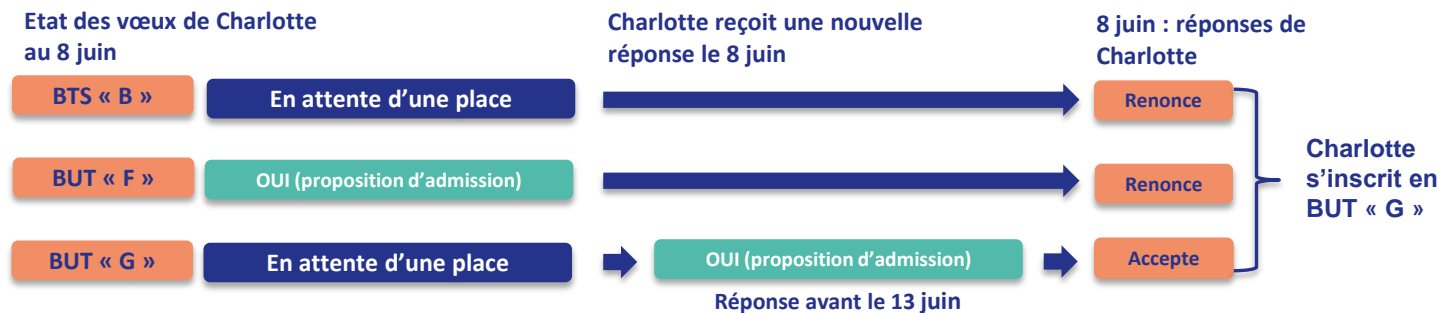 Etat des vœux de Charlotte
au 8 juin
Charlotte reçoit une nouvelle
réponse le 8 juin
8 juin : réponses de
Charlotte
BTS « B »
En attente d’une place
Renonce
BUT « F »
OUI (proposition d’admission)
Renonce
BUT « G »
En attente d’une place
OUI (proposition d’admission)
Accepte
Réponse avant le 13 juin
Charlotte
s’inscrit en
BUT « G »